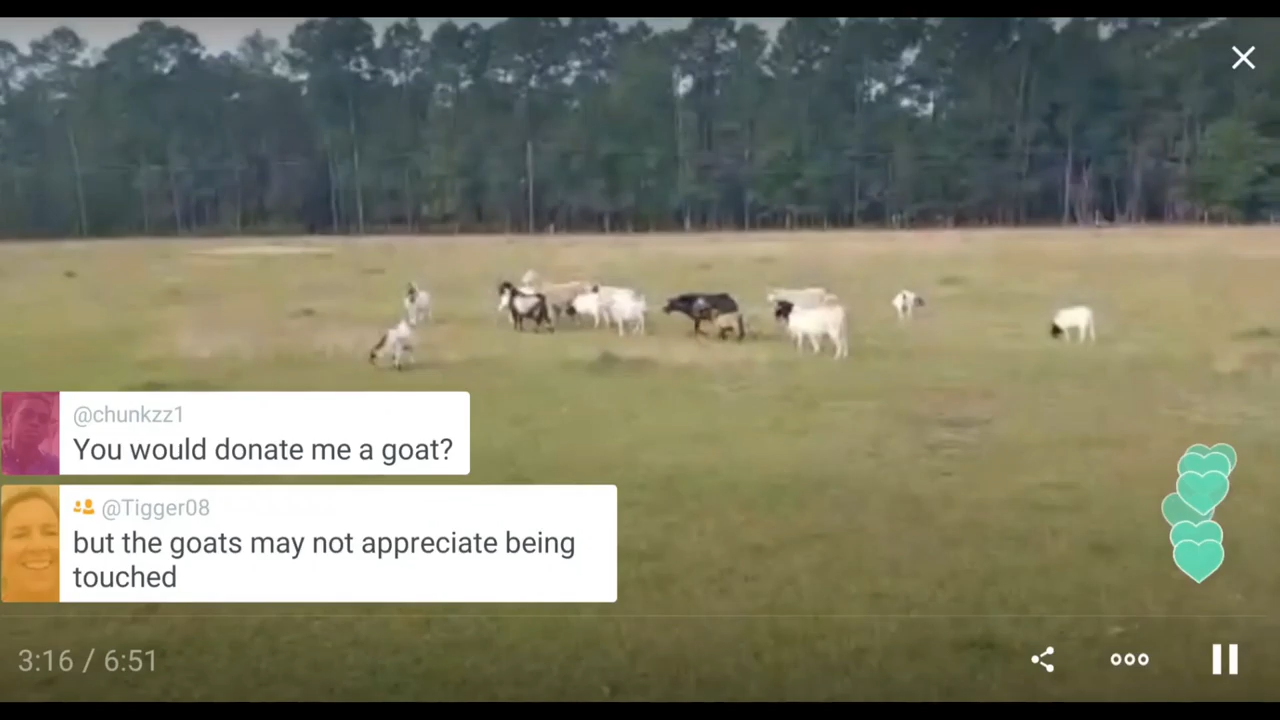 @chunkzz1
You would donate me a goat?
@Tigger08
but the goats may not appreciate being
touched
3:16 / 6:51